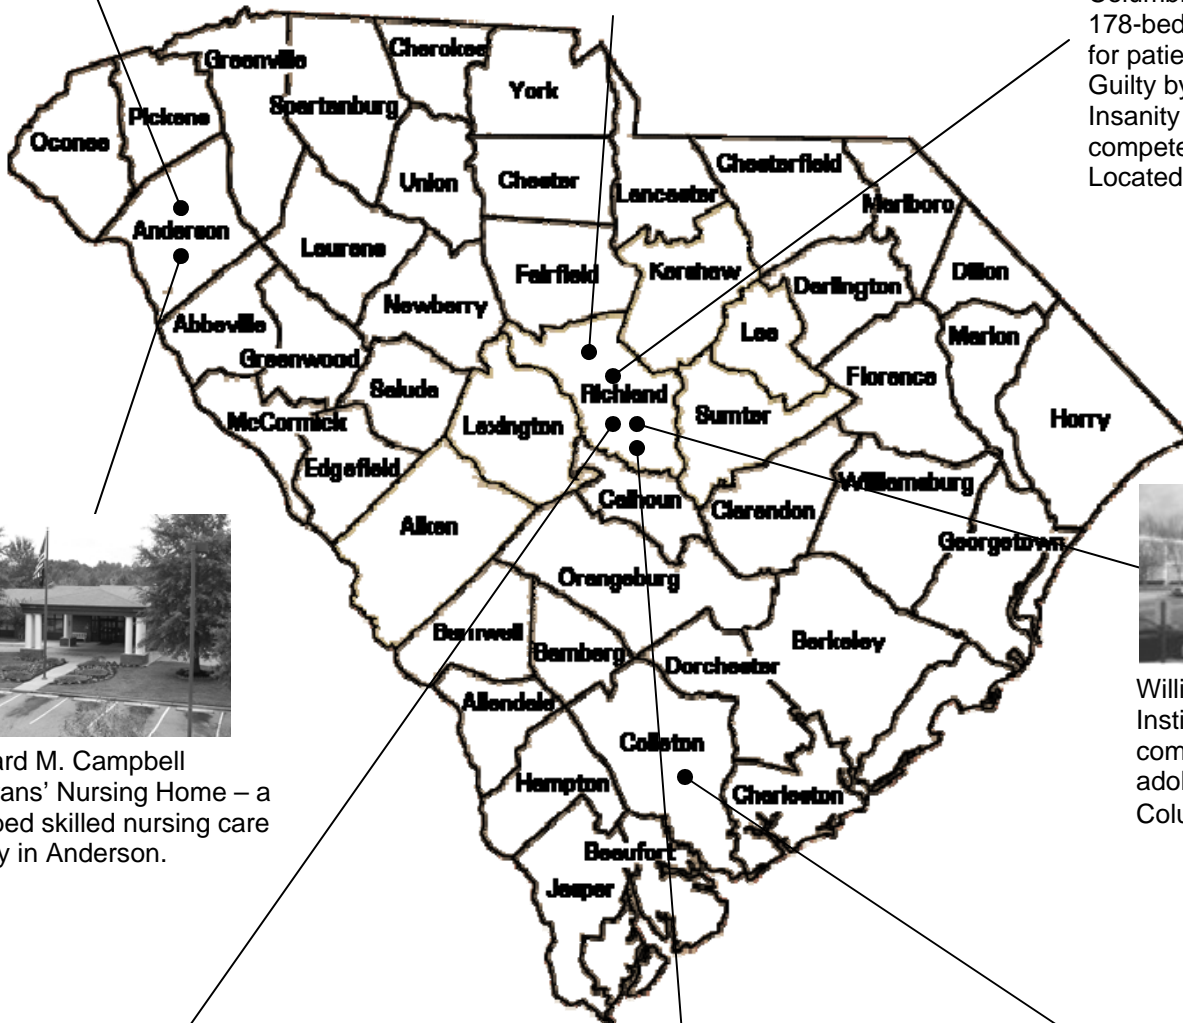 178-bed
for patie
Guilty by
Insanity
compete
Located
Cherokee
Greenville
York
Spartanburg
Pickens
Oconee
Chesterfield
Union
Chester
Lancaster
Marlboro
Anderson
Laurens
Fairfield
Kershaw
Dillon
Darlington
Newberry
Abbeville
Lee
Marion
Greenwood
Saluda
Florence
Richland
McCormick
Lexington
Sumter
Horry
Edgefield
Williamsburg
Calhoun
Clarendon
Aiken
Georgetown
Orangeburg
Barnwell
Bamberg
Berkeley
Dorchester
Allendale
Colleton
Hampton
Charleston
Beaufort
Jasper
ard M. Campbell
ans’ Nursing Home – a
bed skilled nursing care
y in Anderson.
Willi
Insti
com
adol
Colu